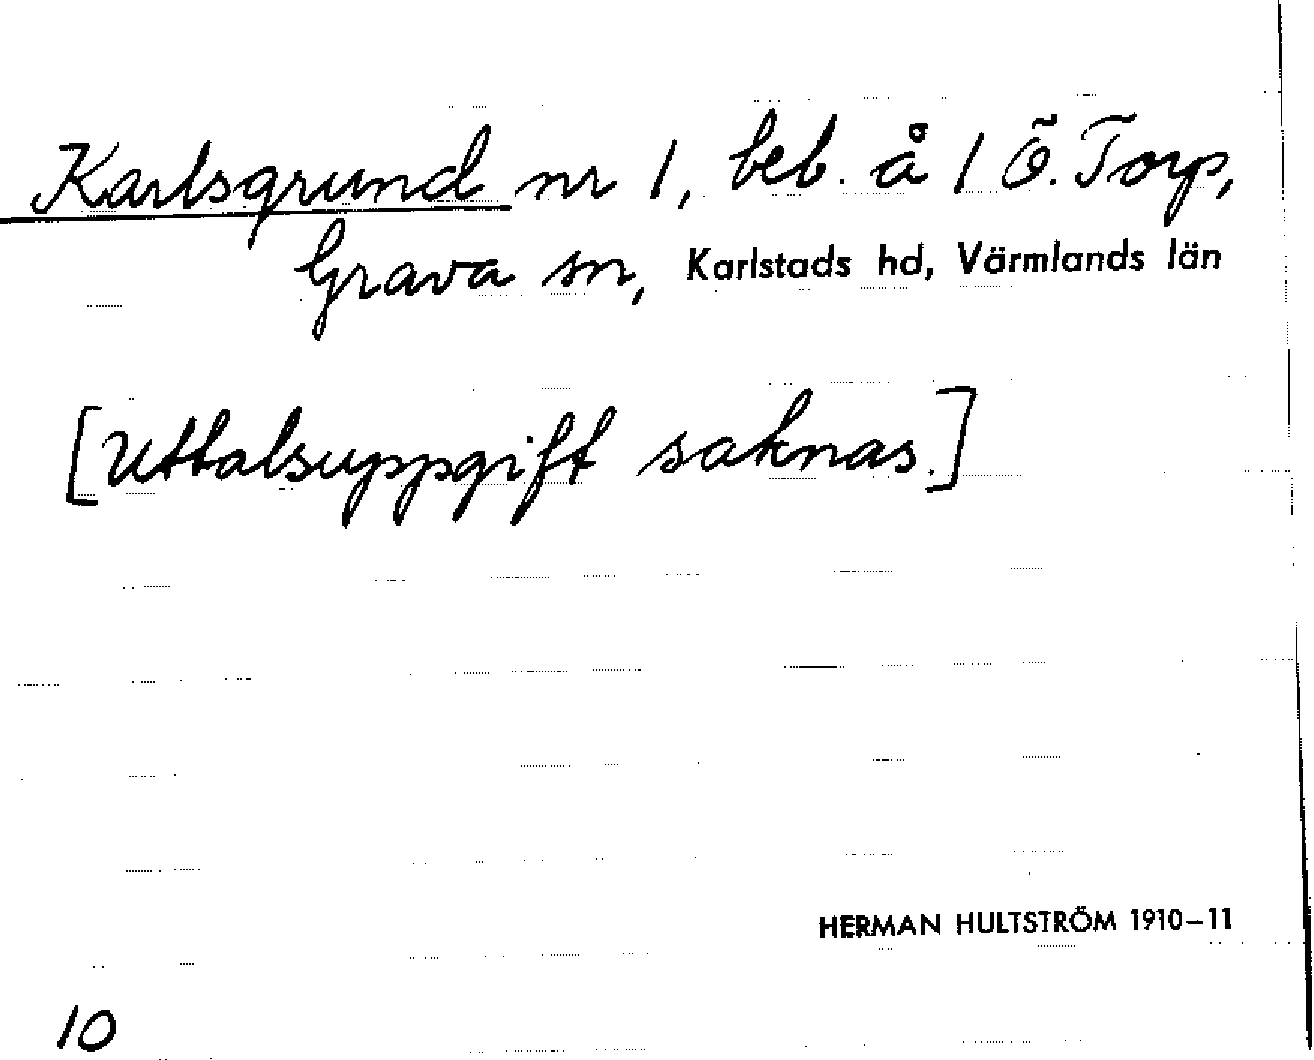 Karlsgrund nr 1, beb. å 1 Ö. Torp,
Grava sn, Karlstads hd, Värmlands län
[Uttalsuppgift saknas.]
HERMAN HULTSTRÖM 1910–11
10